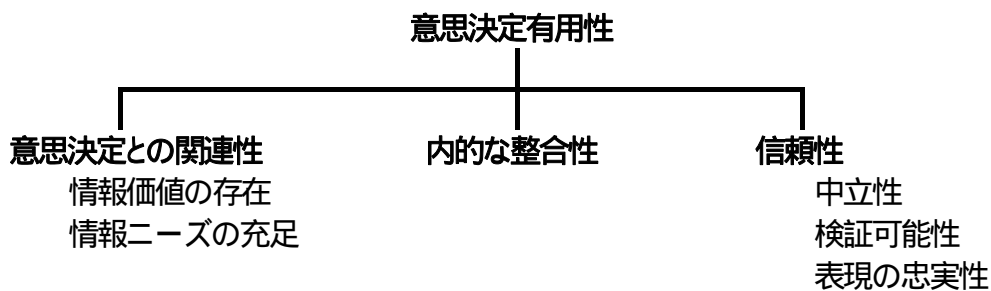 意思決定有用性
意思決定との関連性
情報価値の存在
情報ニーズの充足
内的な整合性
信頼性
中立性
検証可能性
表現の忠実性